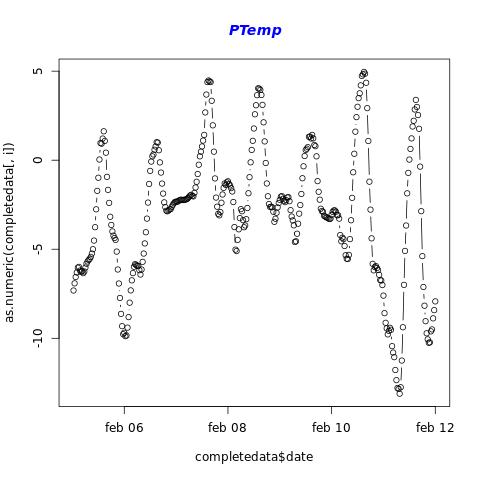 PTemp
as.numeric(completedata[, i])
5
0
-5
-10
feb 06
feb 08
feb 10
feb 12
completedata$date